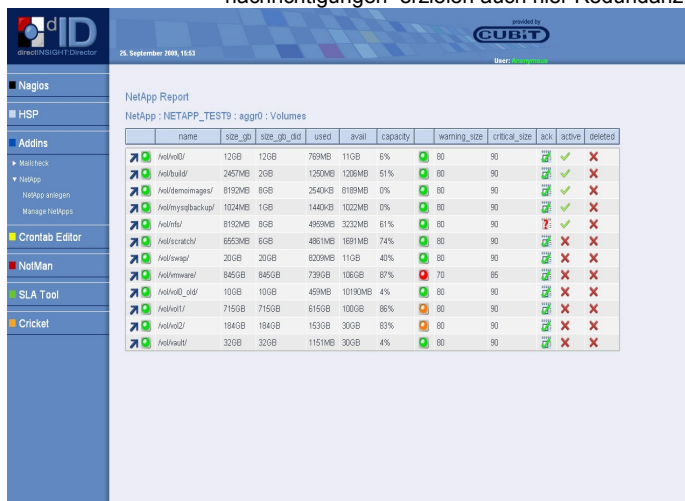 nachrichtigungen erzielen auch hier Redundanz
dID
directINSIGHT:Director
25. September 2009, 15:53
provided by
CUBiT
User: Anonymous
Nagios
HSP
Addins
Mailcheck
NetApp
NetApp anlegen
Manage NetApps
Crontab Editor
NotMan
SLA Tool
Cricket
NetApp Report
NetApp : NETAPP_TEST9 : aggr0 : Volumes
name size_gb size_gb_did used avail capacity warning_size critical_size ack active deleted
/vol/vol0/ 12GB 12GB 769MB 11GB 6% 80 90
/vol/build/ 2457MB 2GB 1250MB 1206MB 51% 80 90
/vol/demoimages/ 8192MB 8GB 2540KB 8189MB 0% 80 90
/vol/mysqlbackup/ 1024MB 1GB 1440KB 1022MB 0% 80 90
/vol/nfs/ 8192MB 8GB 4959MB 3232MB 61% 80 90
/vol/scratch/ 6553MB 6GB 4861MB 1691MB 74% 80 90
/vol/swap/ 20GB 20GB 8209MB 11GB 40% 80 90
/vol/vmware/ 845GB 845GB 739GB 106GB 87% 70 85
/vol/vol0_old/ 10GB 10GB 459MB 10190MB 4% 80 90
/vol/vol1/ 715GB 715GB 615GB 100GB 86% 80 90
/vol/vol2/ 184GB 184GB 153GB 30GB 83% 80 90
/vol/vault/ 32GB 32GB 1151MB 30GB 4% 80 90